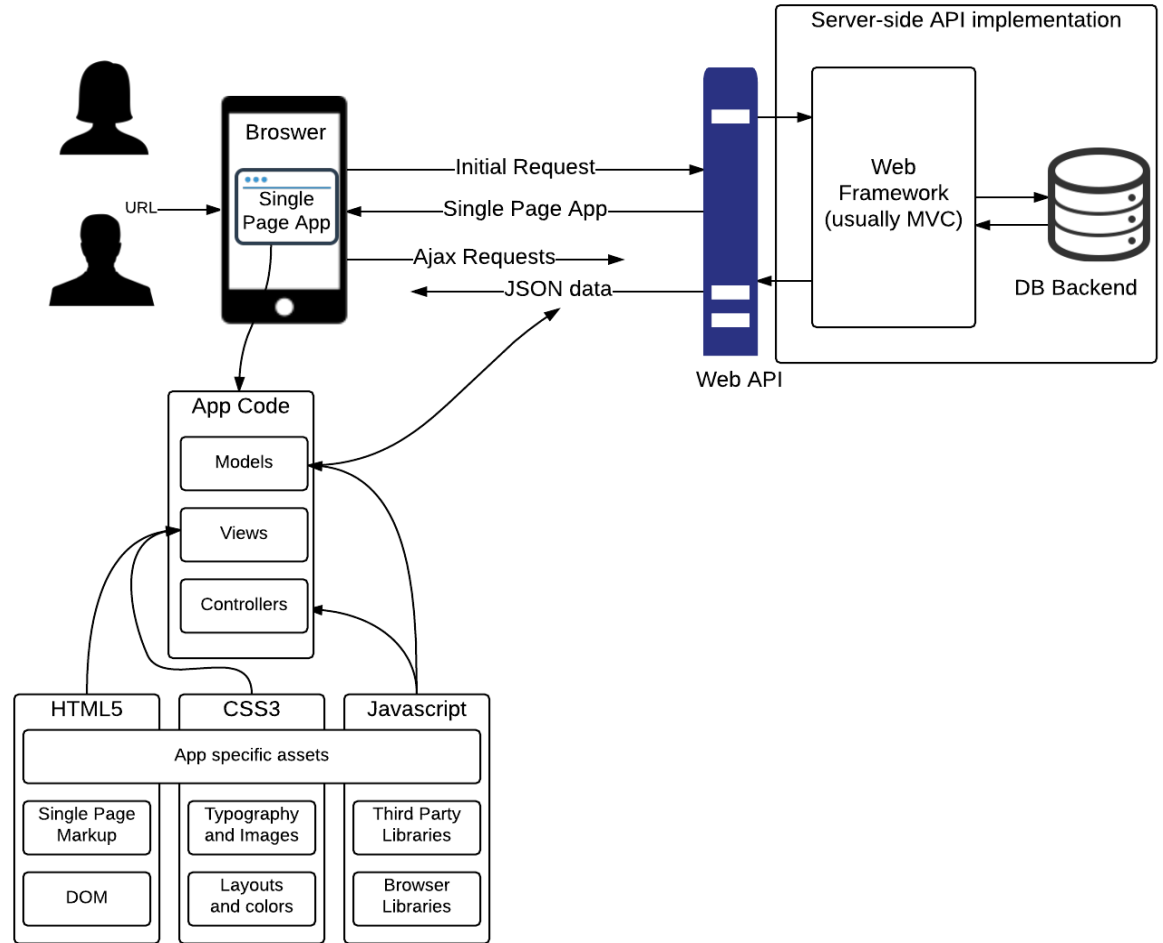 Server-side API implementation
Broswer
Single
Page App
URL
Initial Request
Single Page App
Ajax Requests
JSON data
Web
Framework
(usually MVC)
DB Backend
Web API
App Code
Models
Views
Controllers
HTML5
CSS3
Javascript
App specific assets
Single Page
Markup
Typography
and Images
Third Party
Libraries
DOM
Layouts
and colors
Browser
Libraries